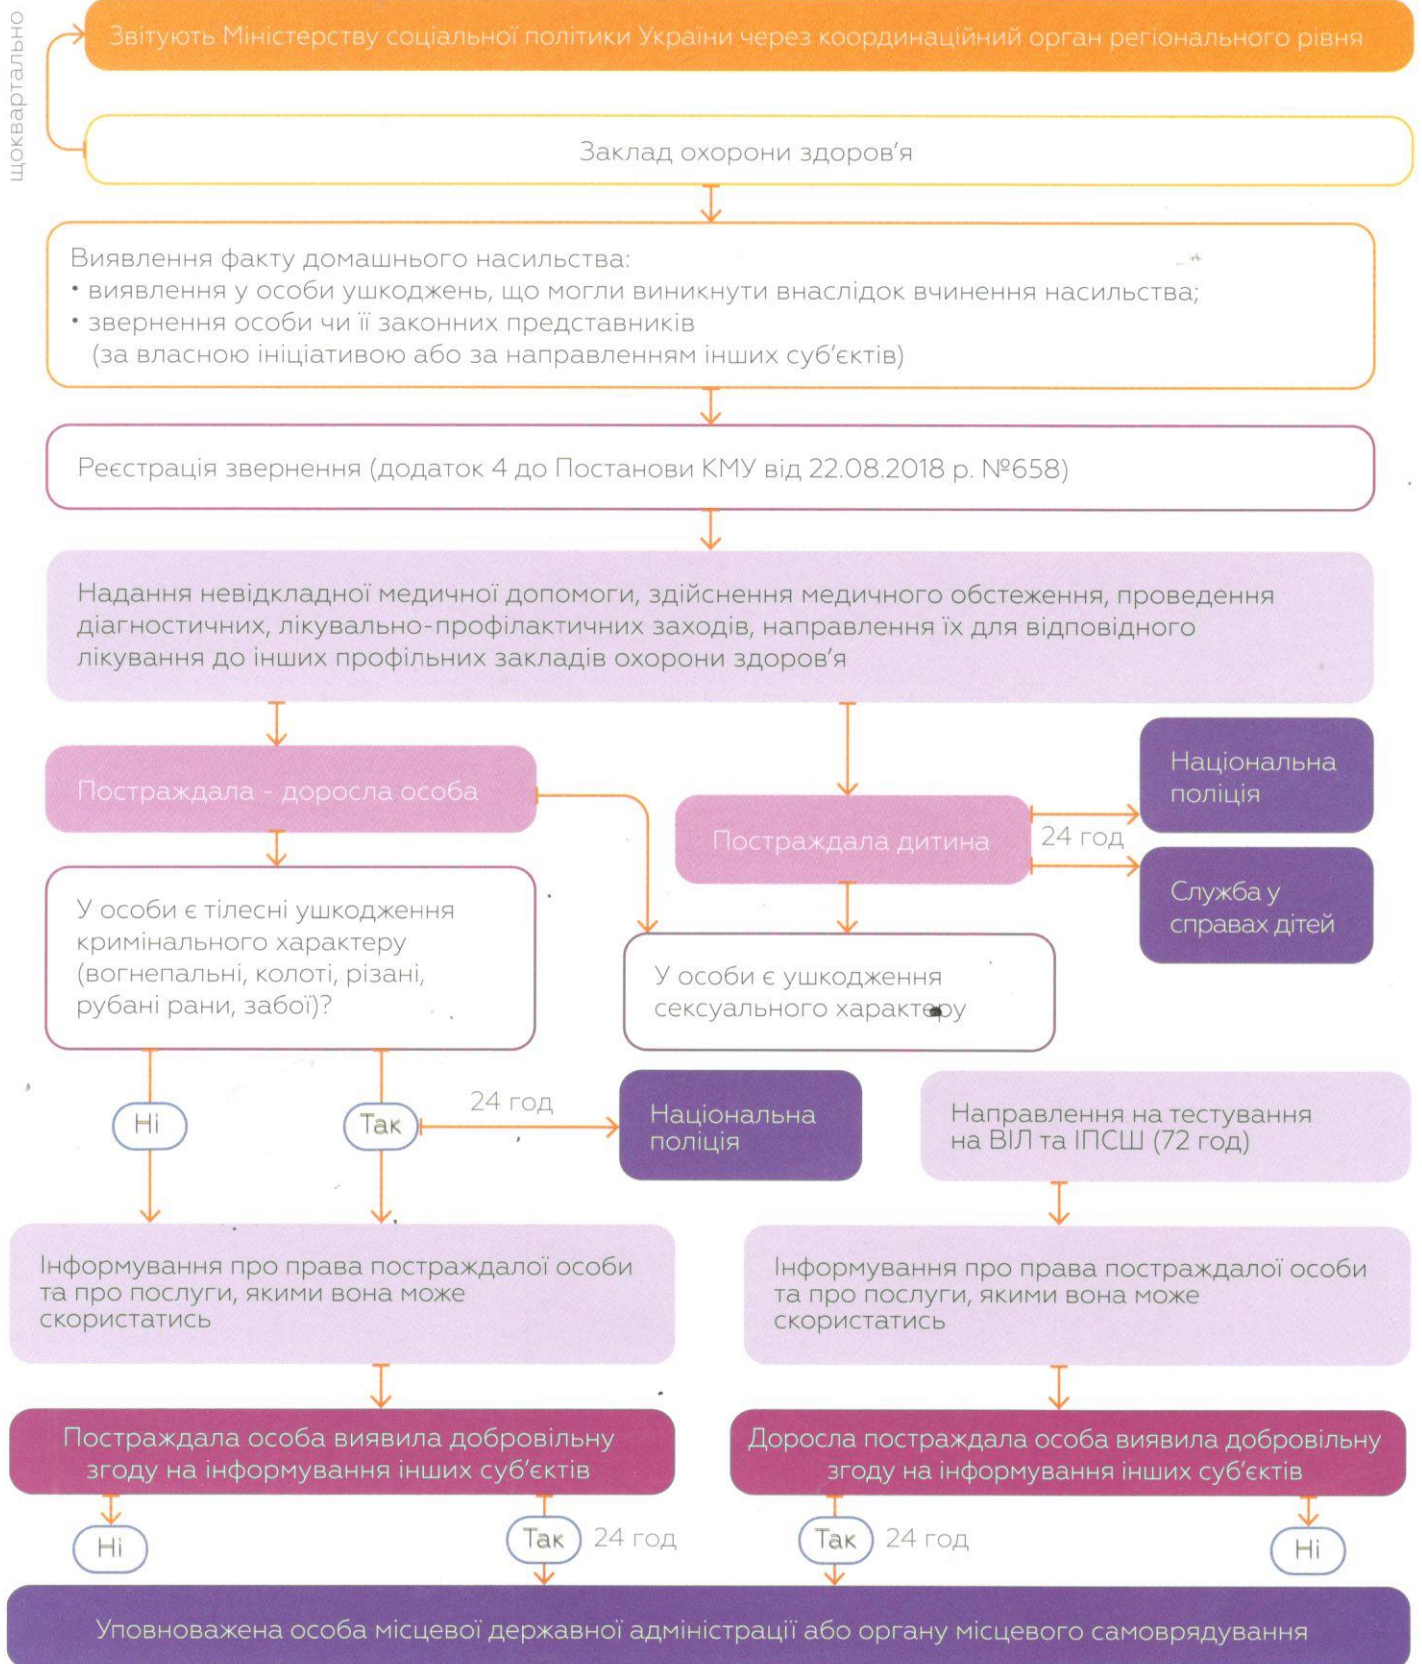 щоквартально
Звітують Міністерству соціальної політики України через координаційний орган регіонального рівня
Заклад охорони здоров’я
Виявлення факту домашнього насильства:
• виявлення у особи ушкоджень, що могли виникнути внаслідок вчинення насильства;
• звернення особи чи її законних представників
(за власною ініціативою або за направленням інших суб’єктів)
Реєстрація звернення (додаток 4 до Постанови КМУ від 22.08.2018 р. №658)
Надання невідкладної медичної допомоги, здійснення медичного обстеження, проведення
діагностичних, лікувально-профілактичних заходів, направлення їх для відповідного
лікування до інших профільних закладів охорони здоров’я
Постраждала - доросла особа
Постраждала дитина
24 год
Національна
поліція
Служба у
справах дітей
У особи є тілесні ушкодження
кримінального характеру
(вогнепальні, колоті, різані,
рубані рани, забої)?
У особи є ушкодження
сексуального характеру
Ні
Так
24 год
Національна
поліція
Направлення на тестування
на ВІЛ та ІПСШ (72 год)
Інформування про права постраждалої особи
та про послуги, якими вона може
скористатись
Інформування про права постраждалої особи
та про послуги, якими вона може
скористатись
Постраждала особа виявила добровільну
згоду на інформування інших суб’єктів
Доросла постраждала особа виявила добровільну
згоду на інформування інших суб’єктів
Ні
Так
24 год
Так
24 год
Ні
Уповноважена особа місцевої державної адміністрації або органу місцевого самоврядування